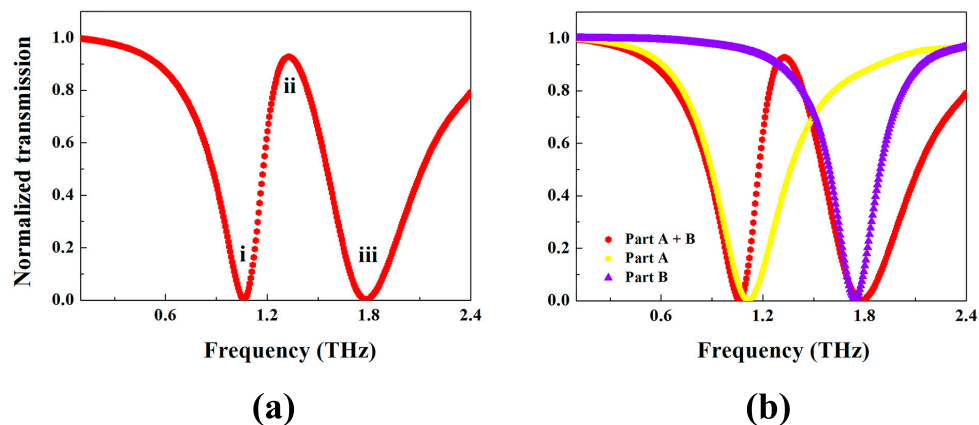 Normalized transmission
1.0
0.8
0.6
0.4
0.2
0.0
i
ii
iii
0.6 1.2 1.8 2.4
Frequency (THz)
(a)
1.0
0.8
0.6
0.4
0.2
0.0
Part A + B
Part A
Part B
0.6 1.2 1.8 2.4
Frequency (THz)
(b)